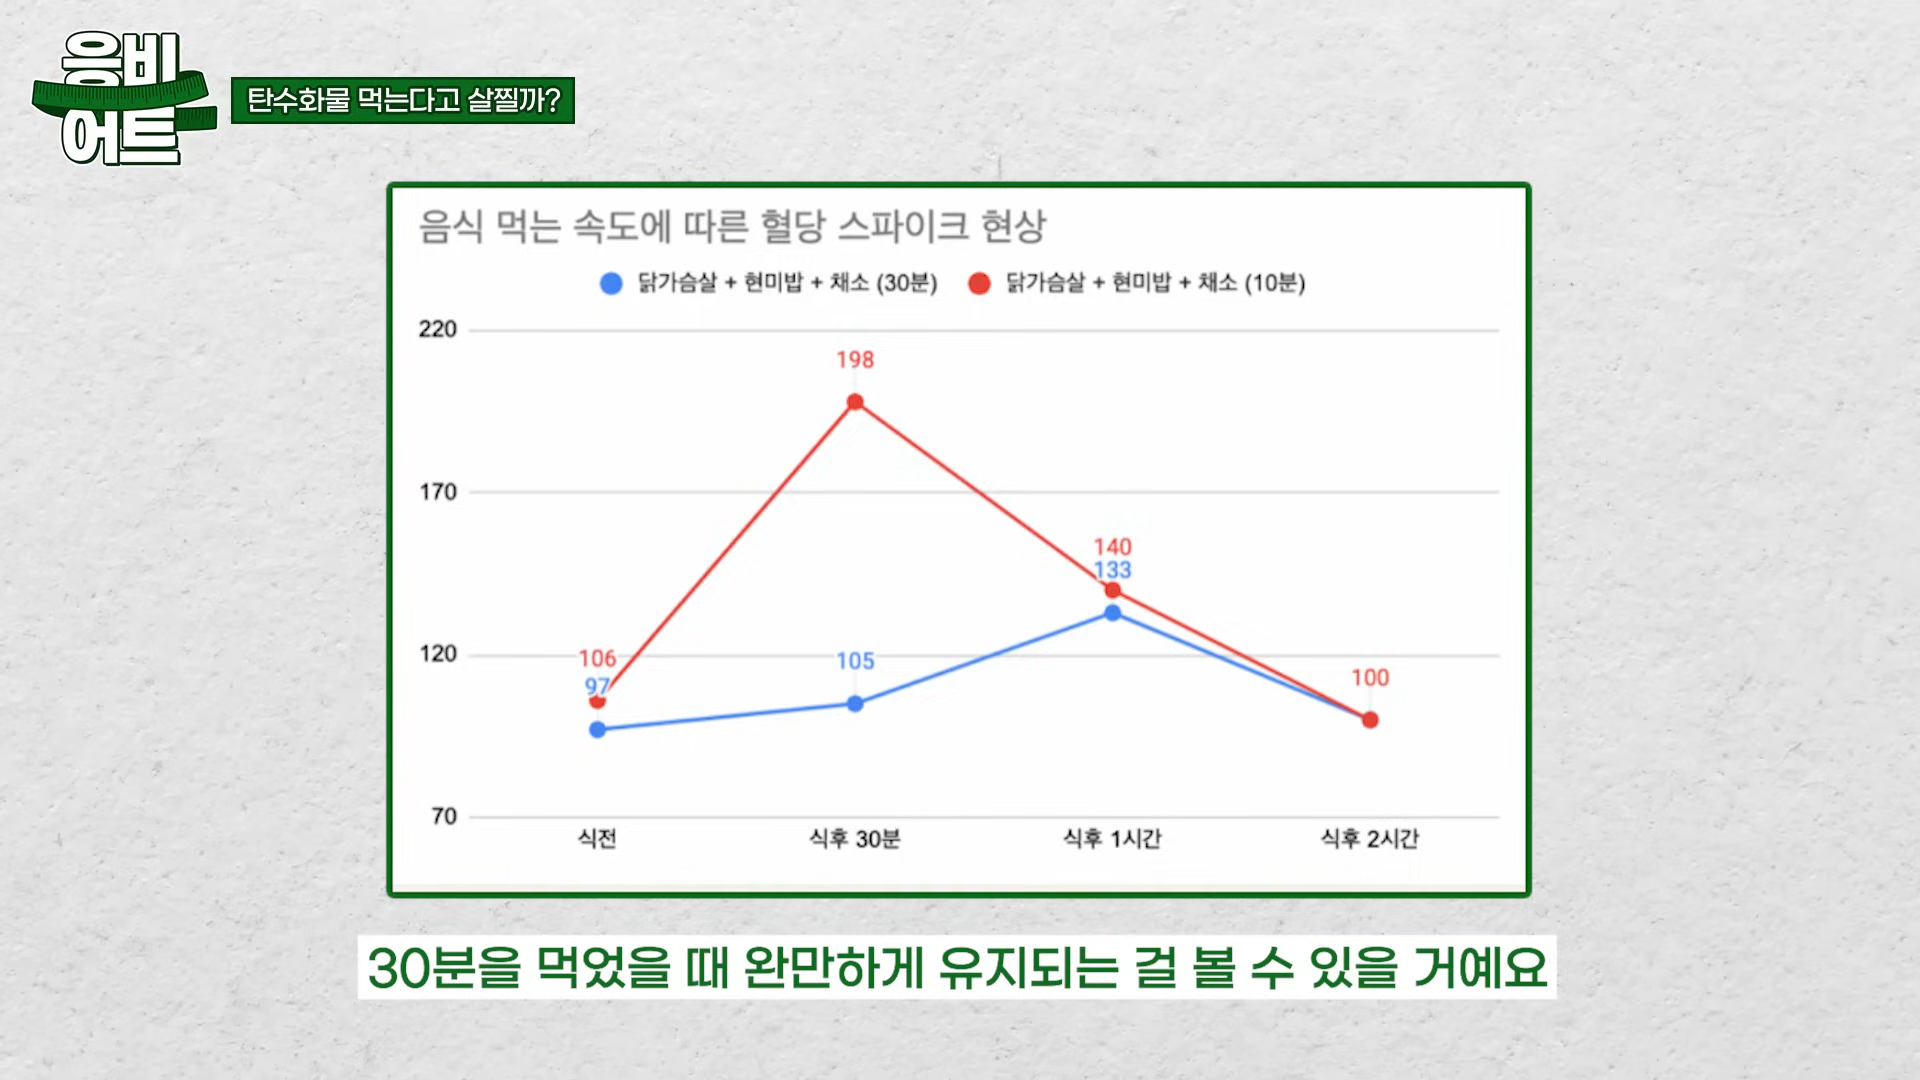 응비
어트
탄수화물 먹는다고 살찔까?
음식 먹는 속도에 따른 혈당 스파이크 현상
닭가슴살 + 현미밥 + 채소 (30분) 닭가슴살 + 현미밥 + 채소 (10분)
220
198
170
140
133
120
106
105
100
97
70
식전 식후 30분 식후 1시간 식후 2시간
30분을 먹었을 때 완만하게 유지되는 걸 볼 수 있을 거예요